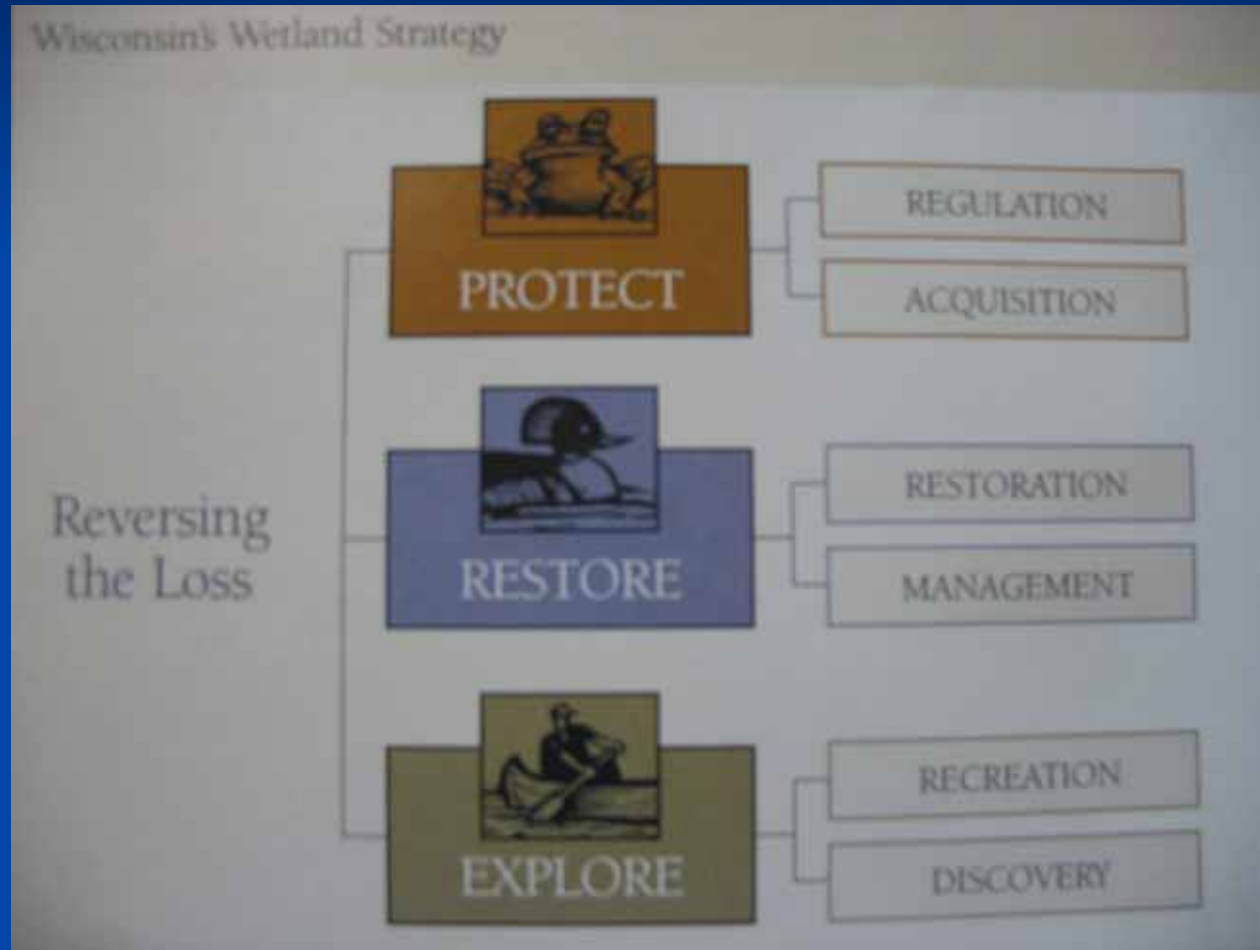 Wisconsin's Wetland Strategy
Reversing
the Loss
PROTECT
REGULATION
ACQUISITION
RESTORE
RESTORATION
MANAGEMENT
EXPLORE
RECREATION
DISCOVERY